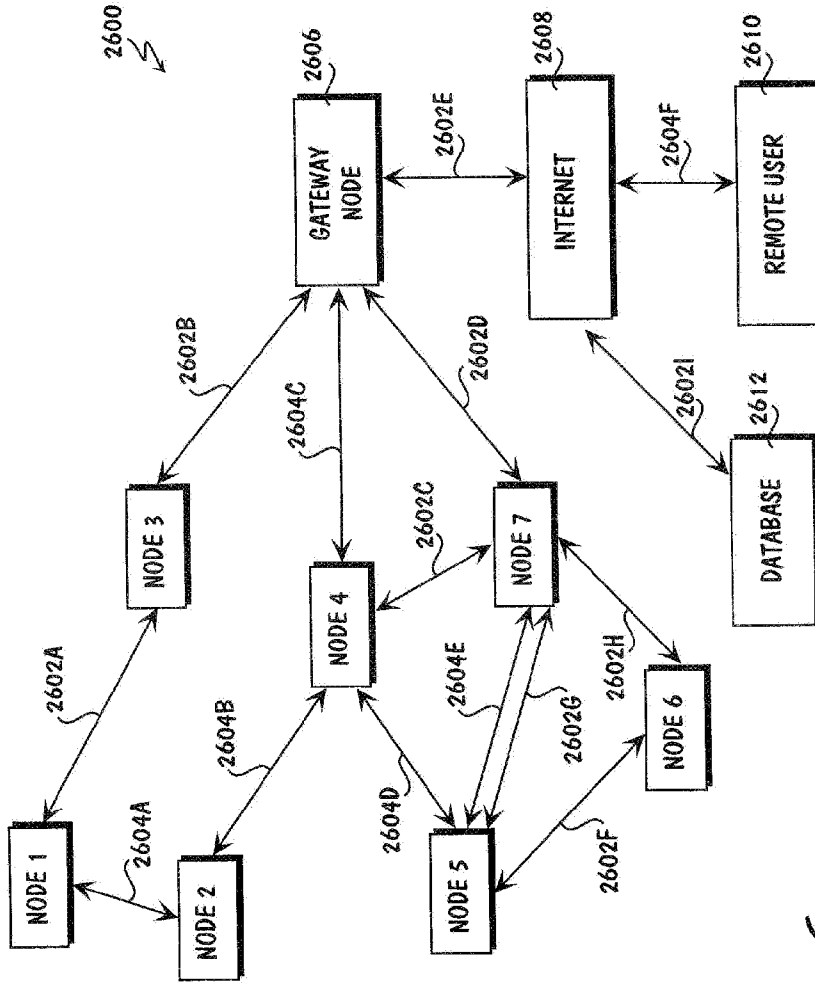 2600
GATEWAY
NODE
2606
2602E
INTERNET
2608
2604F
REMOTE USER
2610
2602B
2604C
2602D
2602I
DATABASE
2612
NODE 3
NODE 4
2602C
NODE 7
2602A
2604B
2604D
2604E
2602G
2602H
NODE 6
2602F
NODE 1
2604A
NODE 2
NODE 5